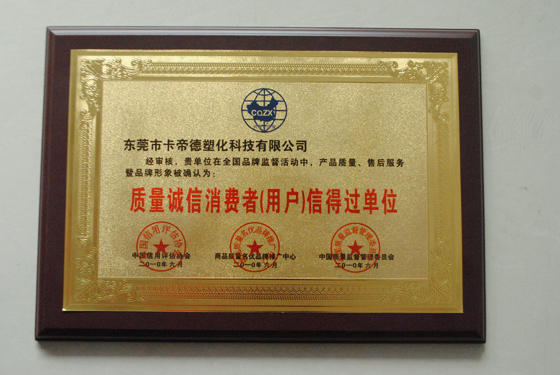 CQZX
东莞市卡帝德塑化科技有限公司
经审核，贵单位在全国品牌监督活动中，产品质量、售后服务
暨品牌形象被确认为：
质量诚信消费者(用户)信得过单位
中国信用评估协会 商品质量名优品牌推广中心 中国质量监督管理委员会
二〇一〇年六月 二〇一〇年六月 二〇一〇年六月